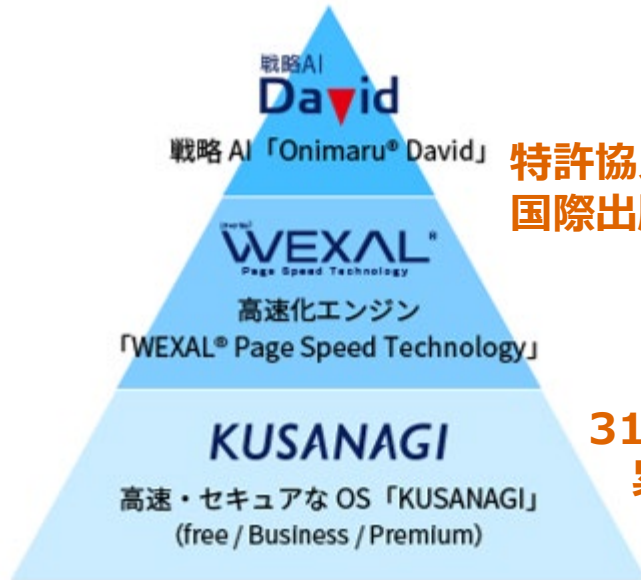 戦略AI
David
戦略 AI「Onimaru® David」
特許協
国際出
WEXAL®
Page Speed Technology
高速化エンジン
「WEXAL® Page Speed Technology」
31
KUSANAGI
高速・セキュアな OS「KUSANAGI」
(free / Business / Premium)